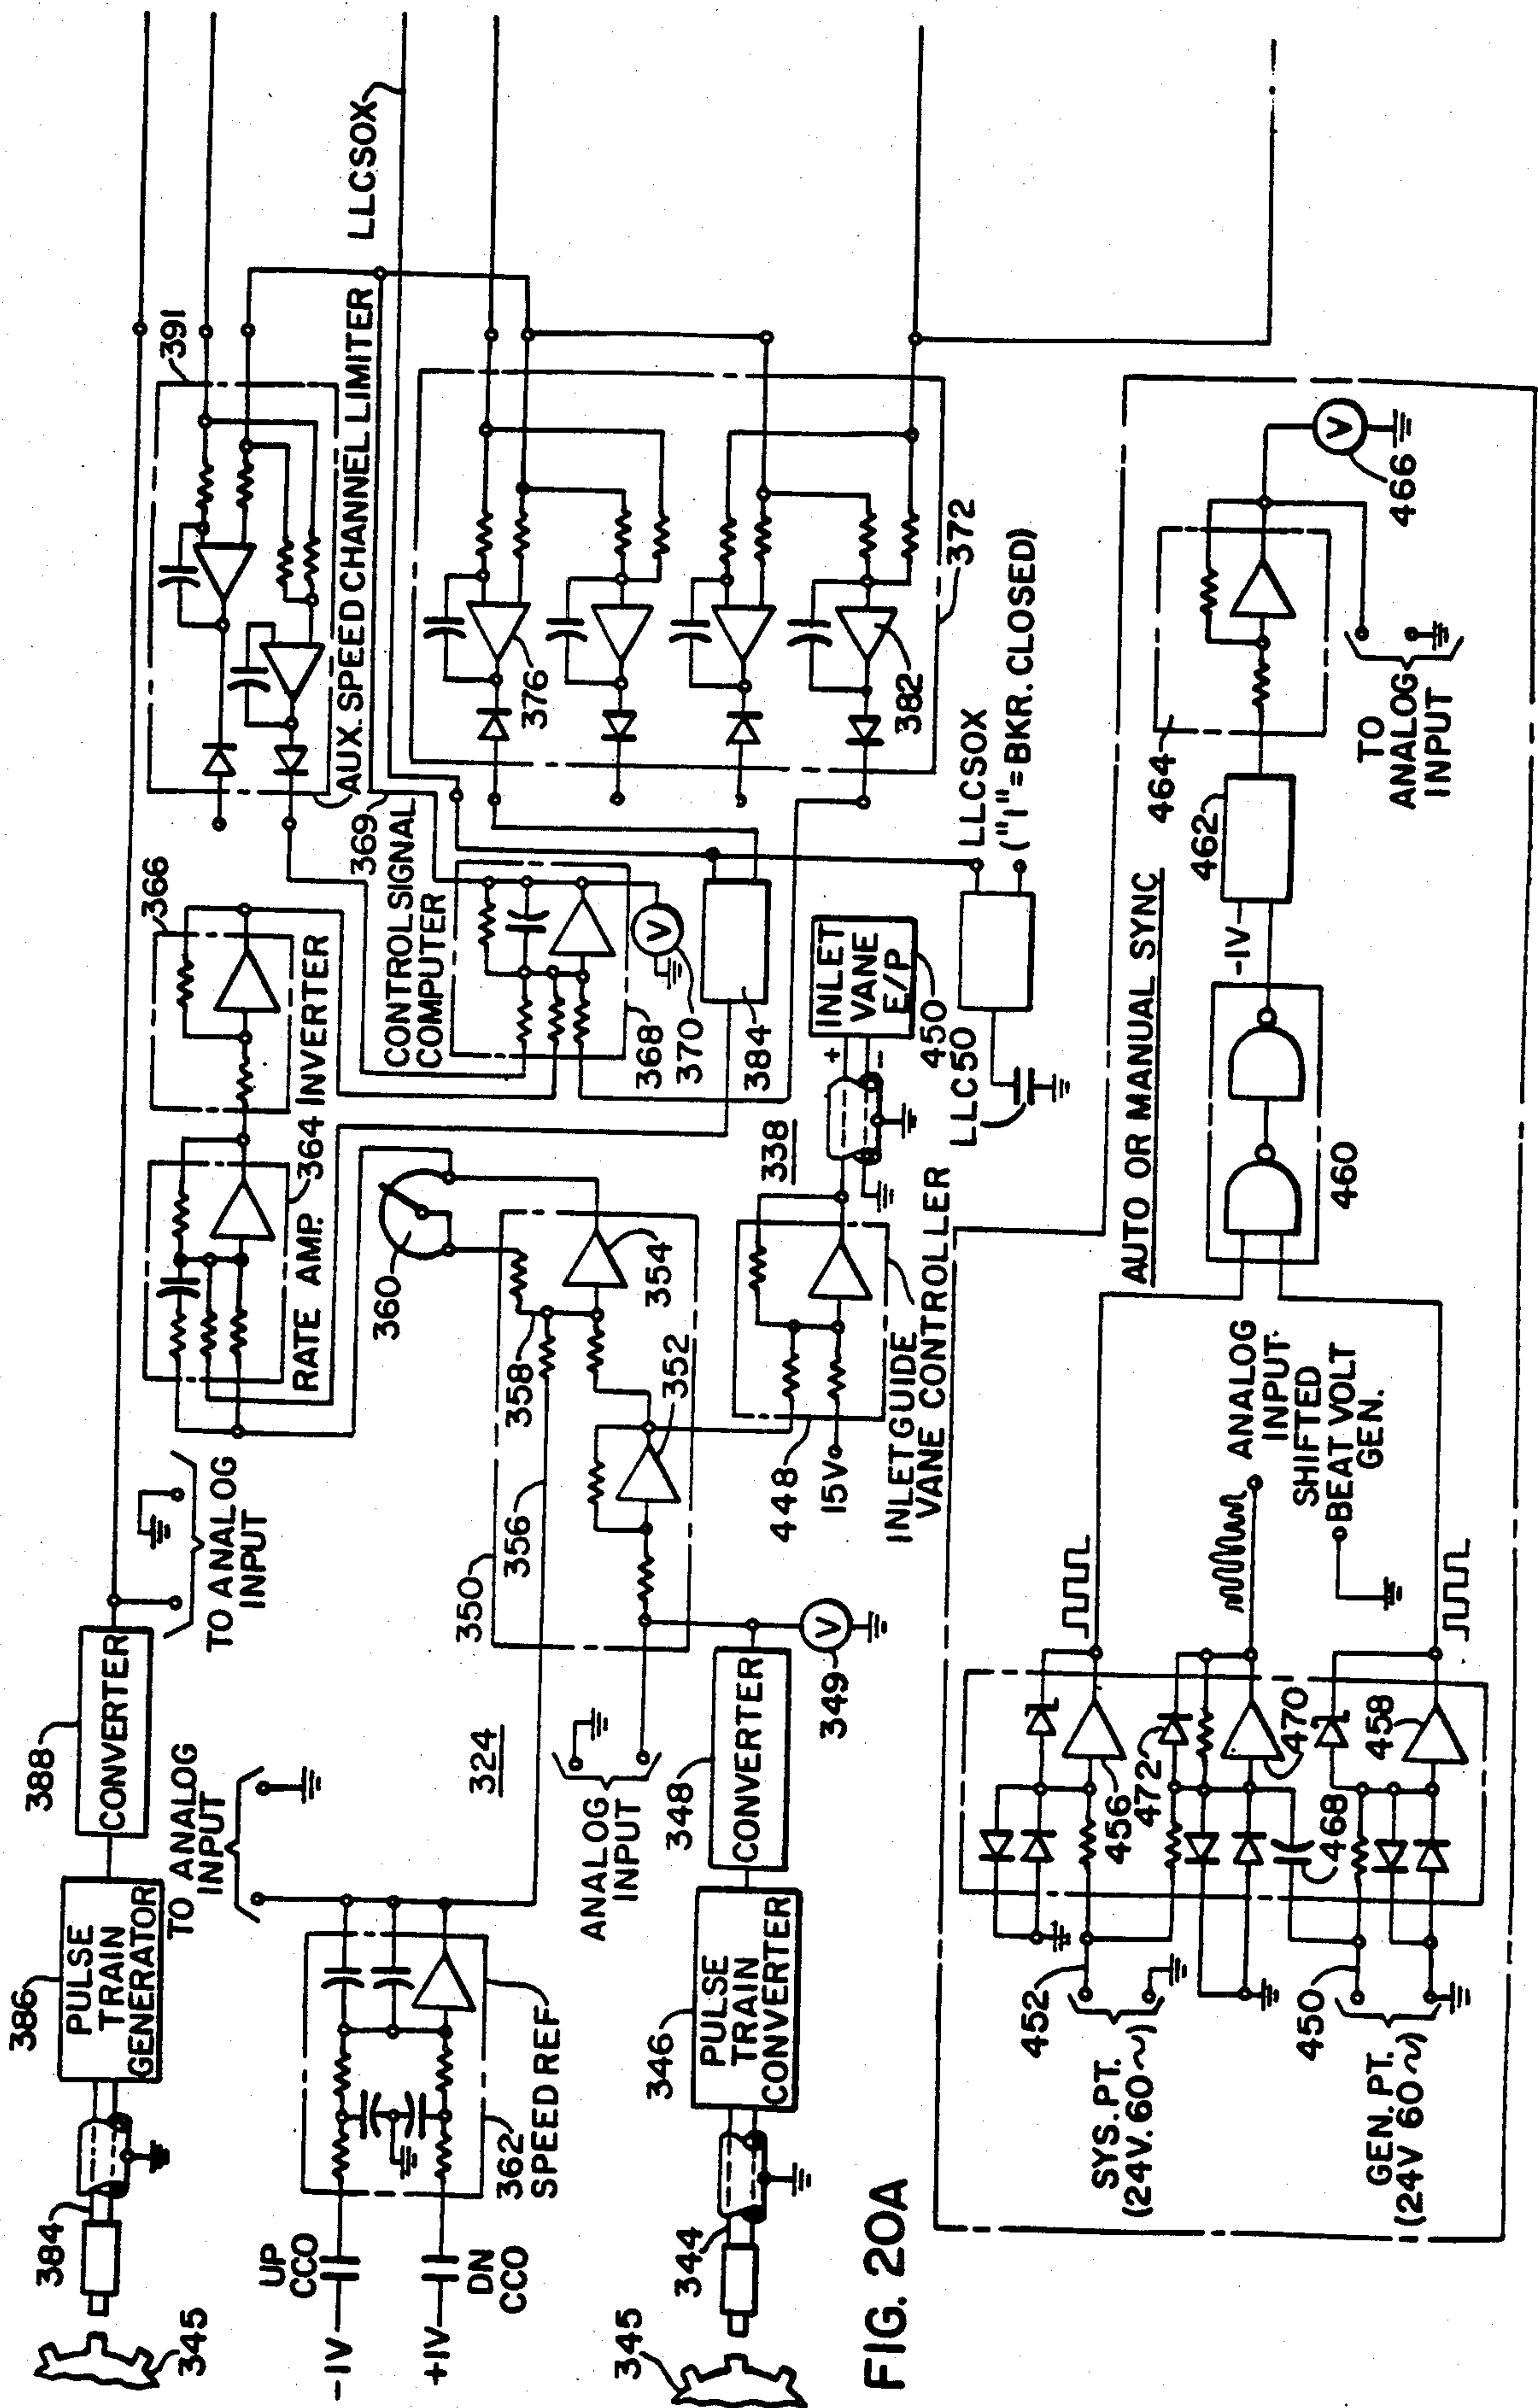 345
384
386
PULSE
TRAIN
GENERATOR
388
CONVERTER
TO ANALOG
INPUT
TO ANALOG
INPUT
UP
CCO
-1V
+1V
DN
CCO
362
SPEED REF
324
364
RATE AMP.
366
INVERTER
391
AUX. SPEED CHANNEL LIMITER
369
LLCSOX
CONTROL SIGNAL
COMPUTER
368
V
370
384
360
350
356
358
354
352
376
382
372
345
344
346
PULSE
TRAIN
CONVERTER
348
CONVERTER
ANALOG
INPUT
V
349
448
15V
INLET GUIDE
VANE CONTROLLER
338
+
-
INLET
VANE
E/P
450
LLC50
LLCSOX
("1"=BKR. CLOSED)
FIG. 20A
AUTO OR MANUAL SYNC
SYS. PT.
(24V. 60~)
452
GEN. PT.
(24V 60~)
450
456
472
470
468
458
ANALOG
INPUT
SHIFTED
BEAT VOLT
GEN.
460
-1V
462
464
V
466
TO
ANALOG
INPUT